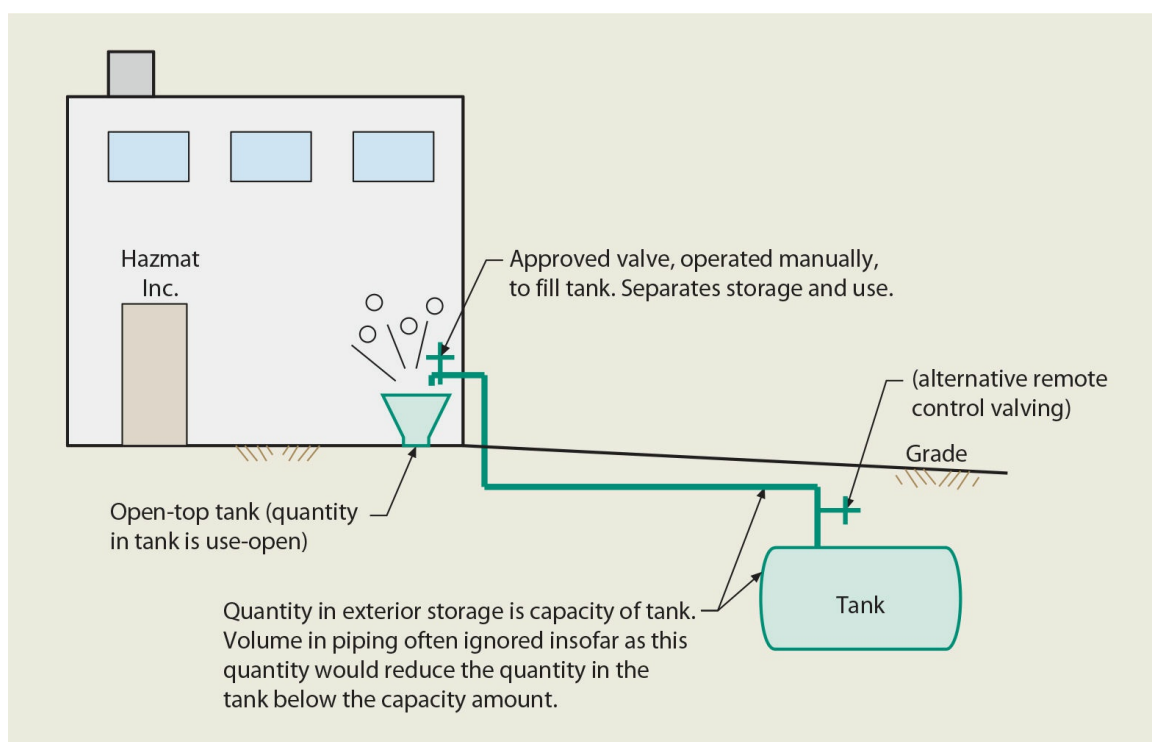 Hazmat
Inc.
Approved valve, operated manually,
to fill tank. Separates storage and use.
(alternative remote
control valving)
Grade
Open-top tank (quantity
in tank is use-open)
Quantity in exterior storage is capacity of tank.
Volume in piping often ignored insofar as this
quantity would reduce the quantity in the
tank below the capacity amount.
Tank